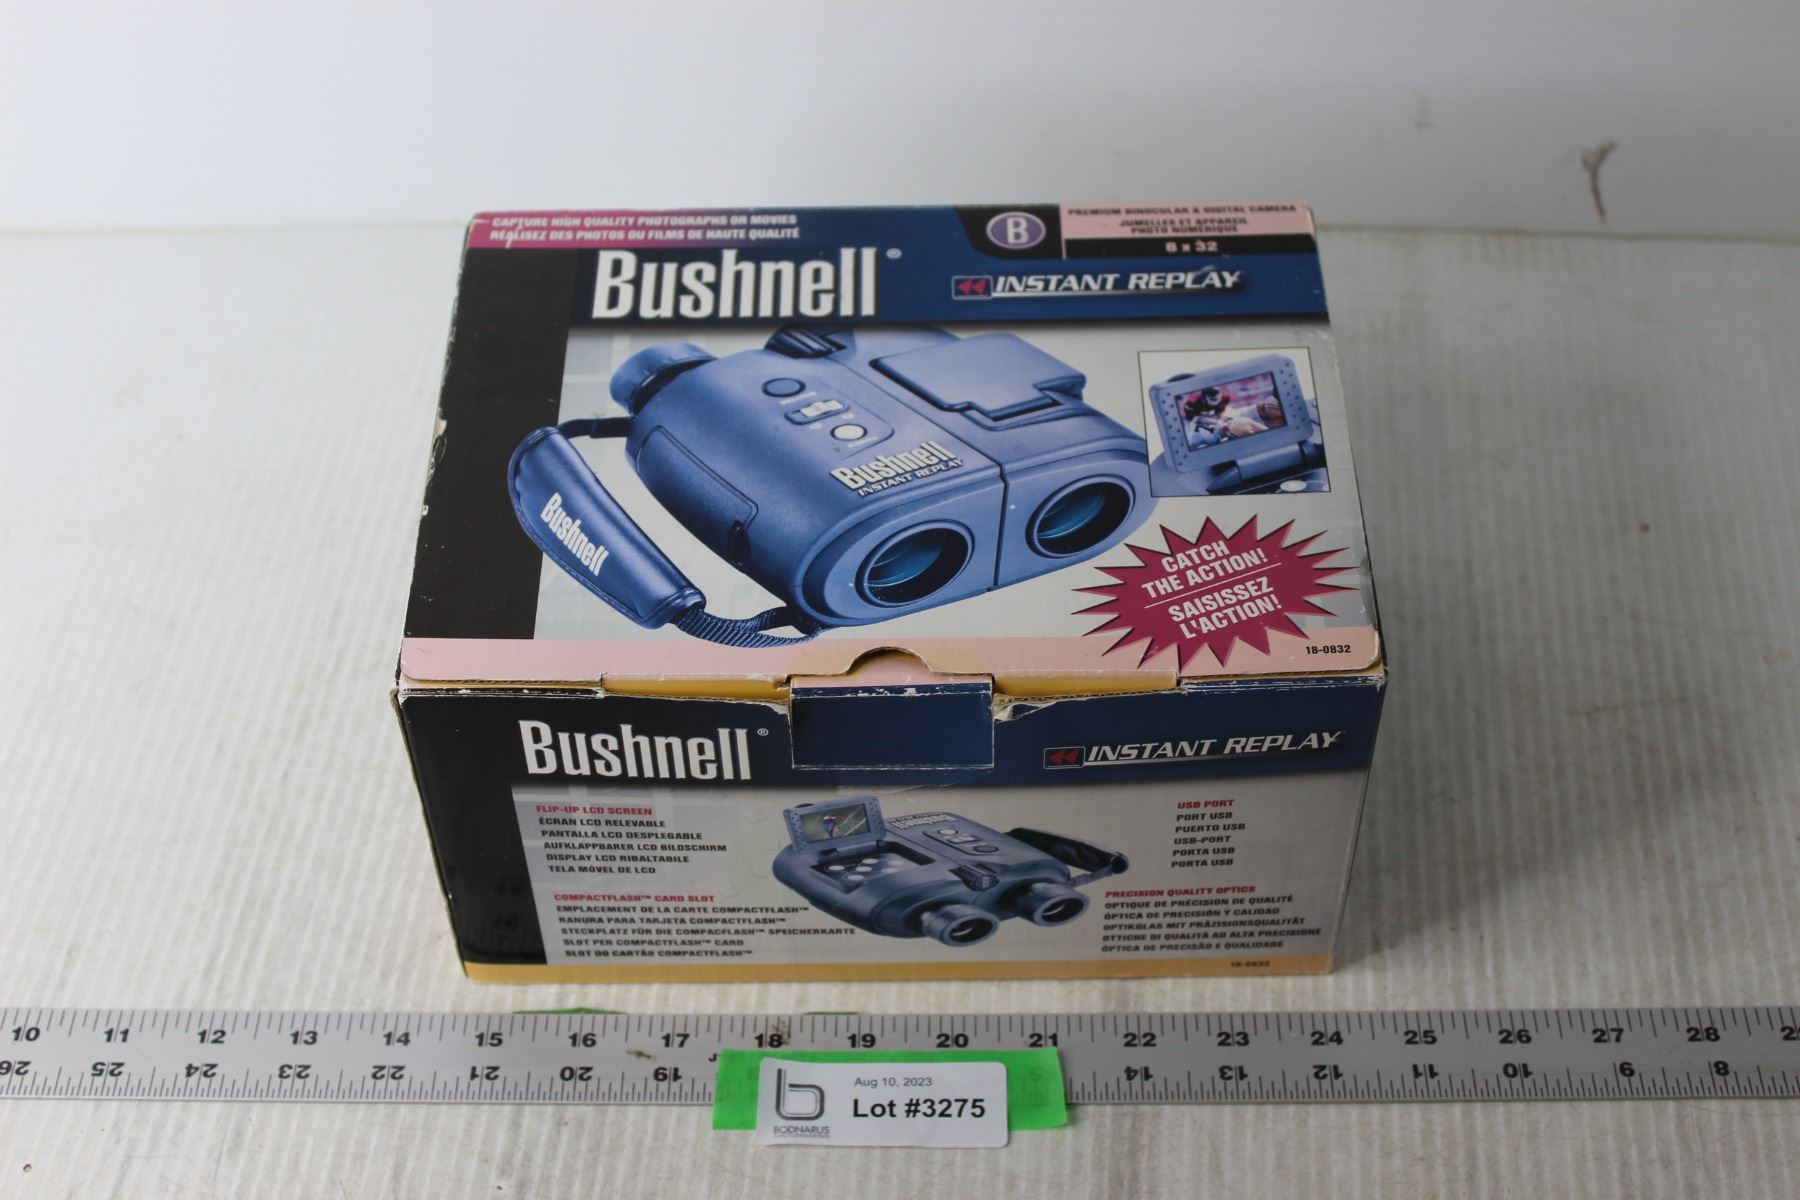 CAPTURE HIGH QUALITY PHOTOGRAPHS OR MOVIES
RÉALISEZ DES PHOTOS OU FILMS DE HAUTE QUALITÉ
B
PREMIUM BINOCULAR & DIGITAL CAMERA
JUMELLES ET APPAREIL
PHOTO NUMÉRIQUE
8 x 32
Bushnell®
INSTANT REPLAY
Bushnell
INSTANT REPLAY
Bushnell
CATCH
THE ACTION!
SAISISSEZ
L'ACTION!
18-0832
Bushnell®
INSTANT REPLAY
FLIP-UP LCD SCREEN
ÉCRAN LCD RELEVABLE
PANTALLA LCD DESPLEGABLE
AUFKLAPPBARER LCD BILDSCHIRM
DISPLAY LCD RIBALTABILE
TELA MÓVEL DE LCD
COMPACTFLASH™ CARD SLOT
EMPLACEMENT DE LA CARTE COMPACTFLASH™
RANURA PARA TARJETA COMPACTFLASH™
STECKPLATZ FÜR DIE COMPACFLASH™ SPEICHERKARTE
SLOT PER COMPACTFLASH™ CARD
SLOT DO CARTÃO COMPACTFLASH™
Bushnell
USB PORT
PORT USB
PUERTO USB
USB-PORT
PORTA USB
PORTA USB
PRECISION QUALITY OPTICS
OPTIQUE DE PRÉCISION DE QUALITÉ
ÓPTICA DE PRECISIÓN Y CALIDAD
OPTIKGLAS MIT PRÄZISIONSQUALITÄT
OTTICHE DI QUALITÀ AD ALTA PRECISIONE
ÓPTICA DE PRECISÃO E QUALIDADE
18-0832
10 11 12 13 14 15 16 17 18 19 20 21 22 23 24 25 26 27 28
26 25 24 23 22 21 20 19 14 13 12 11 10 9 8
Aug 10, 2023
Lot #3275
b
BODNARUS
AUCTIONEERING